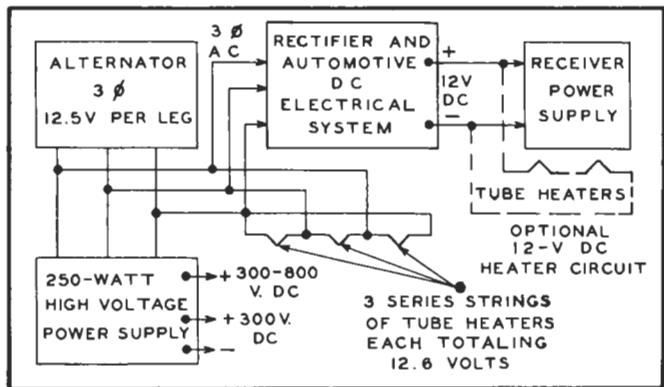 ALTERNATOR
3 ø
12.5V PER LEG
3 ø
A C
RECTIFIER AND
AUTOMOTIVE
D C
ELECTRICAL
SYSTEM
+
12V
DC
−
RECEIVER
POWER
SUPPLY
TUBE HEATERS
OPTIONAL
12-V DC
HEATER CIRCUIT
250-WATT
HIGH VOLTAGE
POWER SUPPLY
+ 300-800
V. DC
+ 300 V.
DC
−
3 SERIES STRINGS
OF TUBE HEATERS
EACH TOTALING
12.6 VOLTS